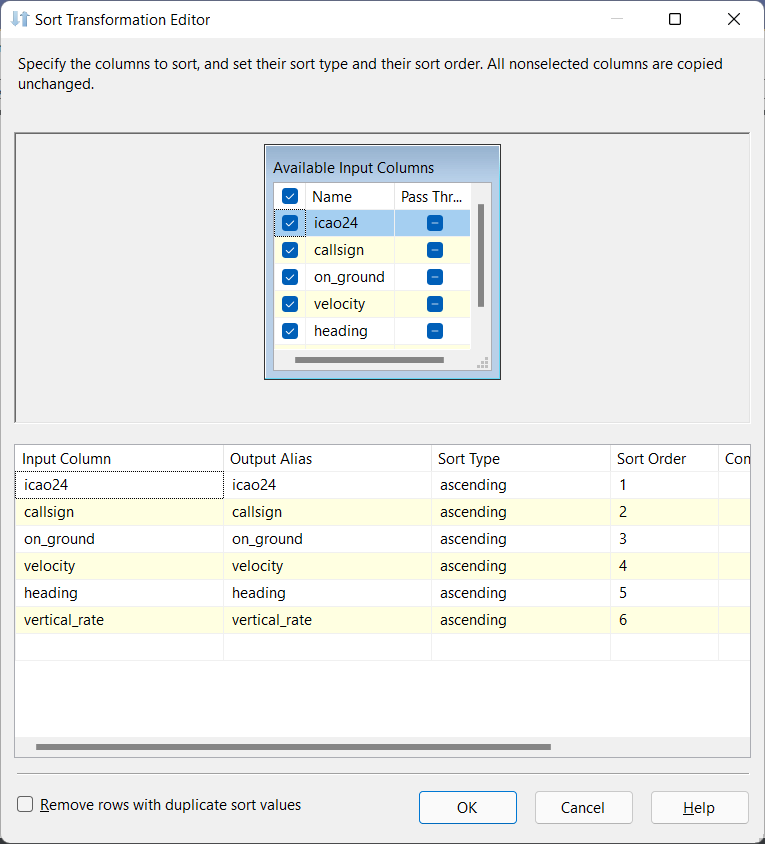 Sort Transformation Editor
Specify the columns to sort, and set their sort type and their sort order. All nonselected columns are copied
unchanged.
Available Input Columns
Name Pass Thr...
icao24
callsign
on_ground
velocity
heading
Input Column Output Alias Sort Type Sort Order Con
icao24 icao24 ascending 1
callsign callsign ascending 2
on_ground on_ground ascending 3
velocity velocity ascending 4
heading heading ascending 5
vertical_rate vertical_rate ascending 6
Remove rows with duplicate sort values OK Cancel Help